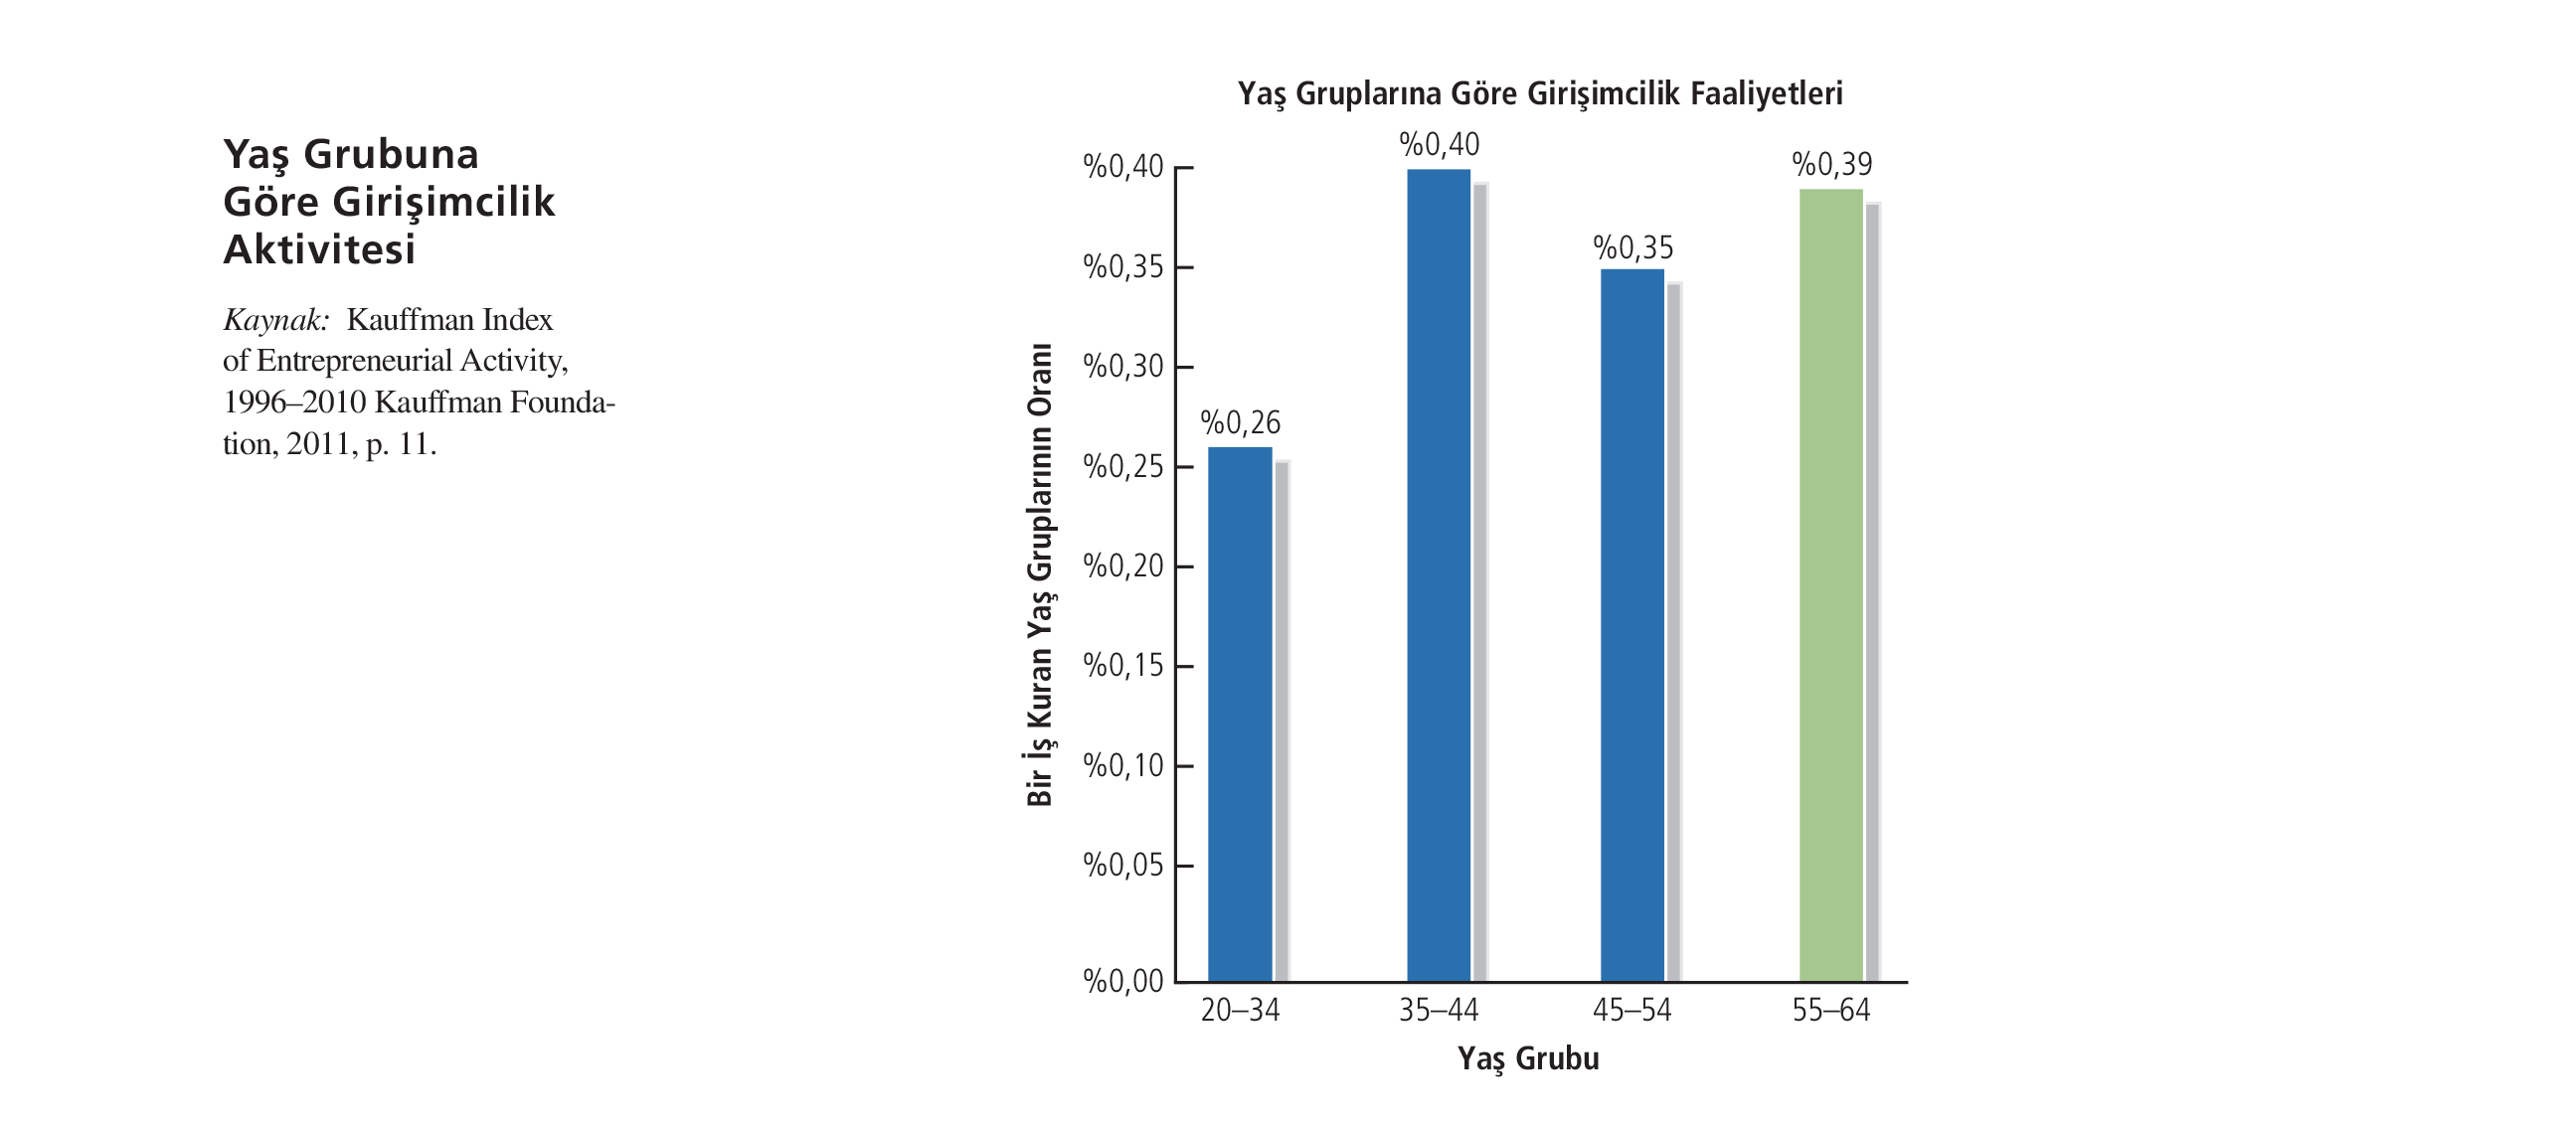 Yaş Grubuna
Göre Girişimcilik
Aktivitesi
Kaynak: Kauffman Index
of Entrepreneurial Activity,
1996–2010 Kauffman Founda-
tion, 2011, p. 11.
Yaş Gruplarına Göre Girişimcilik Faaliyetleri
Bir İş Kuran Yaş Gruplarının Oranı
%0,40
%0,35
%0,30
%0,25
%0,20
%0,15
%0,10
%0,05
%0,00
%0,26
%0,40
%0,35
%0,39
20–34
35–44
45–54
55–64
Yaş Grubu